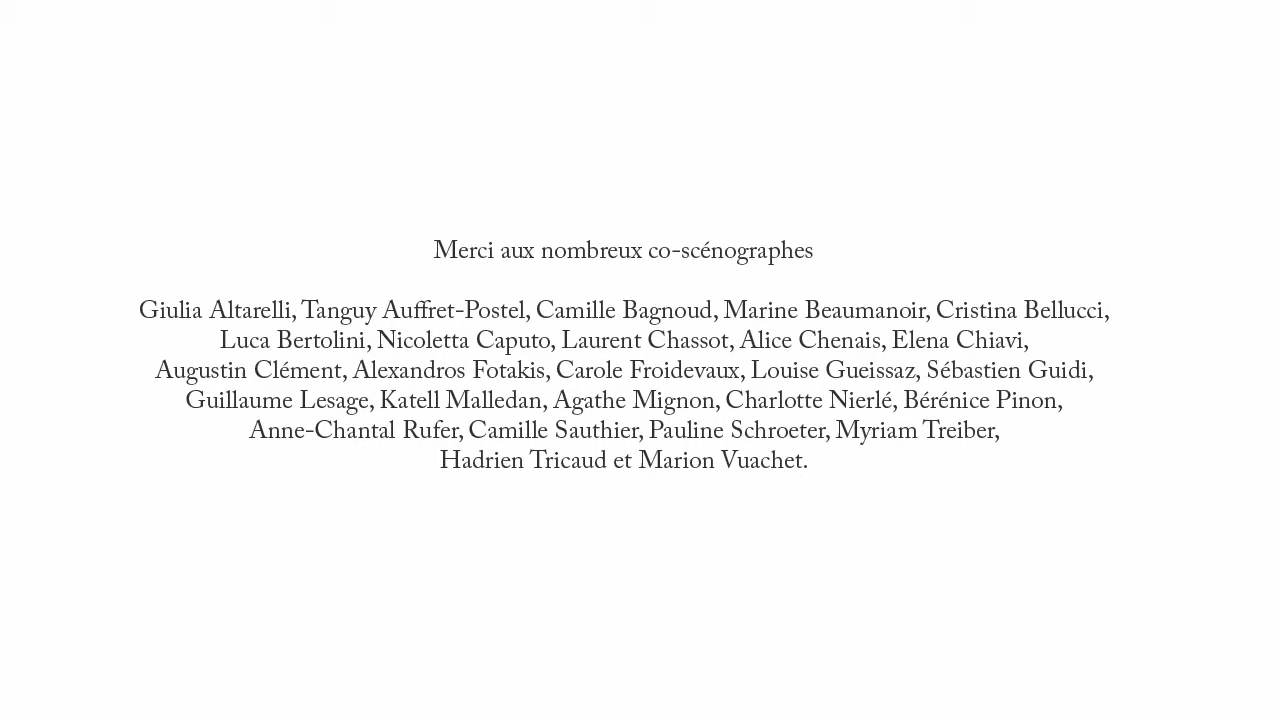 Merci aux nombreux co-scénographes
Giulia Altarelli, Tanguy Auffret-Postel, Camille Bagnoud, Marine Beaumanoir, Cristina Bellucci,
Luca Bertolini, Nicoletta Caputo, Laurent Chassot, Alice Chenais, Elena Chiavi,
Augustin Clément, Alexandros Fotakis, Carole Froidevaux, Louise Gueissaz, Sébastien Guidi,
Guillaume Lesage, Katell Malledan, Agathe Mignon, Charlotte Nierlé, Bérénice Pinon,
Anne-Chantal Rufer, Camille Sauthier, Pauline Schroeter, Myriam Treiber,
Hadrien Tricaud et Marion Vuachet.